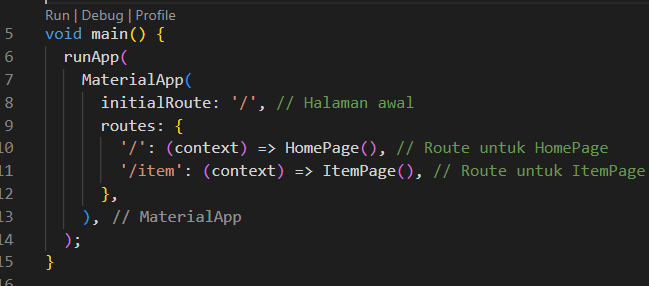 Run | Debug | Profile
5 void main() {
6 runApp(
7 MaterialApp(
8 initialRoute: '/', // Halaman awal
9 routes: {
10 '/': (context) => HomePage(), // Route untuk HomePage
11 '/item': (context) => ItemPage(), // Route untuk ItemPage
12 },
13 ), // MaterialApp
14 );
15 }